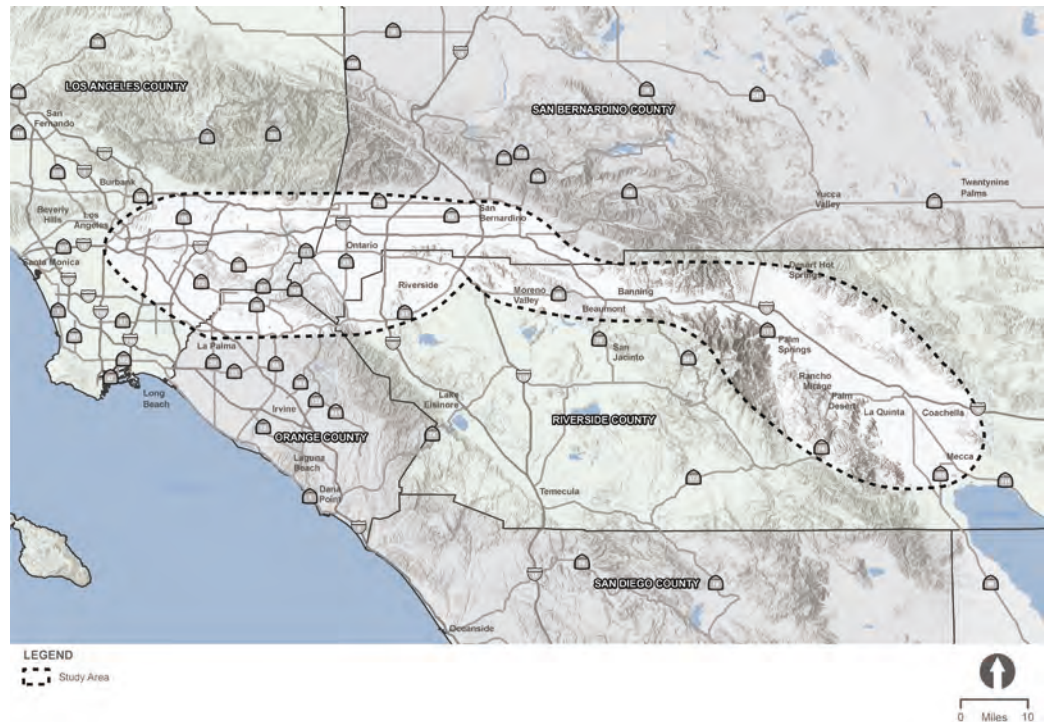 LOS ANGELES COUNTY
SAN BERNARDINO COUNTY
San
Fernando
Burbank
Beverly
Hills
Los
Angeles
Santa Monica
San
Bernardino
Yucca
Valley
Twentynine
Palms
Ontario
Riverside
Moreno
Valley
Banning
Beaumont
Desert Hot
Springs
La Palma
San
Jacinto
Palm
Springs
Rancho
Mirage
Palm
Desert
La Quinta
Coachella
Mecca
Long
Beach
Irvine
ORANGE COUNTY
Laguna
Beach
Dana
Point
Lake
Elsinore
RIVERSIDE COUNTY
Temecula
SAN DIEGO COUNTY
Oceanside
LEGEND
Study Area
0 Miles 10